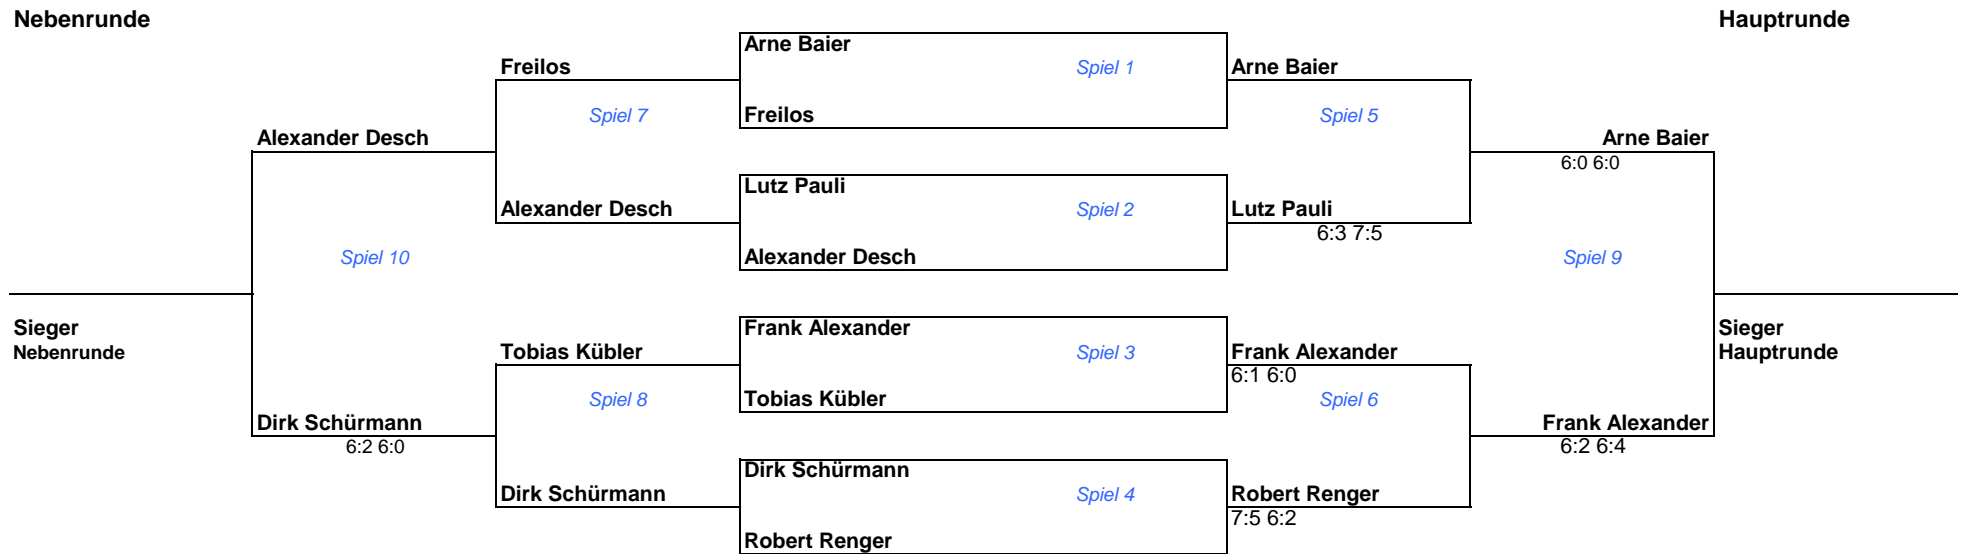 Nebenrunde
Hauptrunde
Arne Baier
Freilos
Spiel 1
Arne Baier
Spiel 7
Freilos
Spiel 5
Alexander Desch
Arne Baier
6:0 6:0
Lutz Pauli
Alexander Desch
Spiel 2
Lutz Pauli
6:3 7:5
Spiel 10
Alexander Desch
Spiel 9
Sieger
Nebenrunde
Frank Alexander
Sieger
Hauptrunde
Tobias Kübler
Spiel 3
Frank Alexander
6:1 6:0
Spiel 8
Tobias Kübler
Spiel 6
Dirk Schürmann
6:2 6:0
Frank Alexander
6:2 6:4
Dirk Schürmann
Dirk Schürmann
Spiel 4
Robert Renger
7:5 6:2
Robert Renger